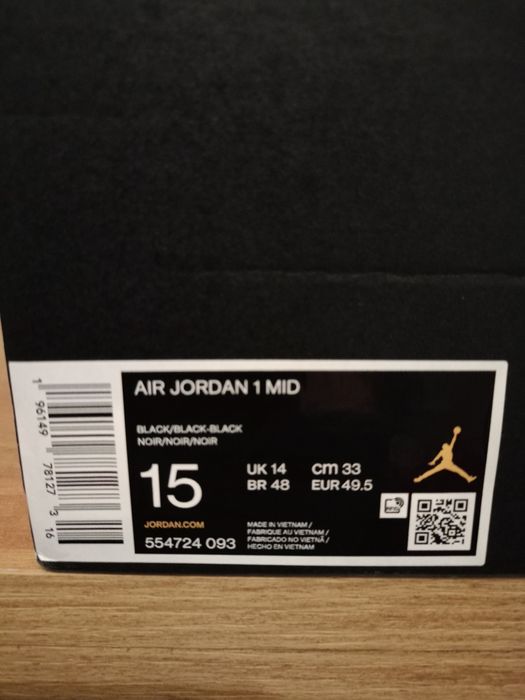 AIR JORDAN 1 MID
BLACK/BLACK-BLACK
NOIR/NOIR/NOIR
15
UK 14 cm 33
BR 48 EUR 49.5
JORDAN.COM
554724 093
MADE IN VIETNAM /
FABRIQUE AU VIETNAM /
FABRICADO NO VIETNÃ /
HECHO EN VIETNAM
1 96149 78127 3 16